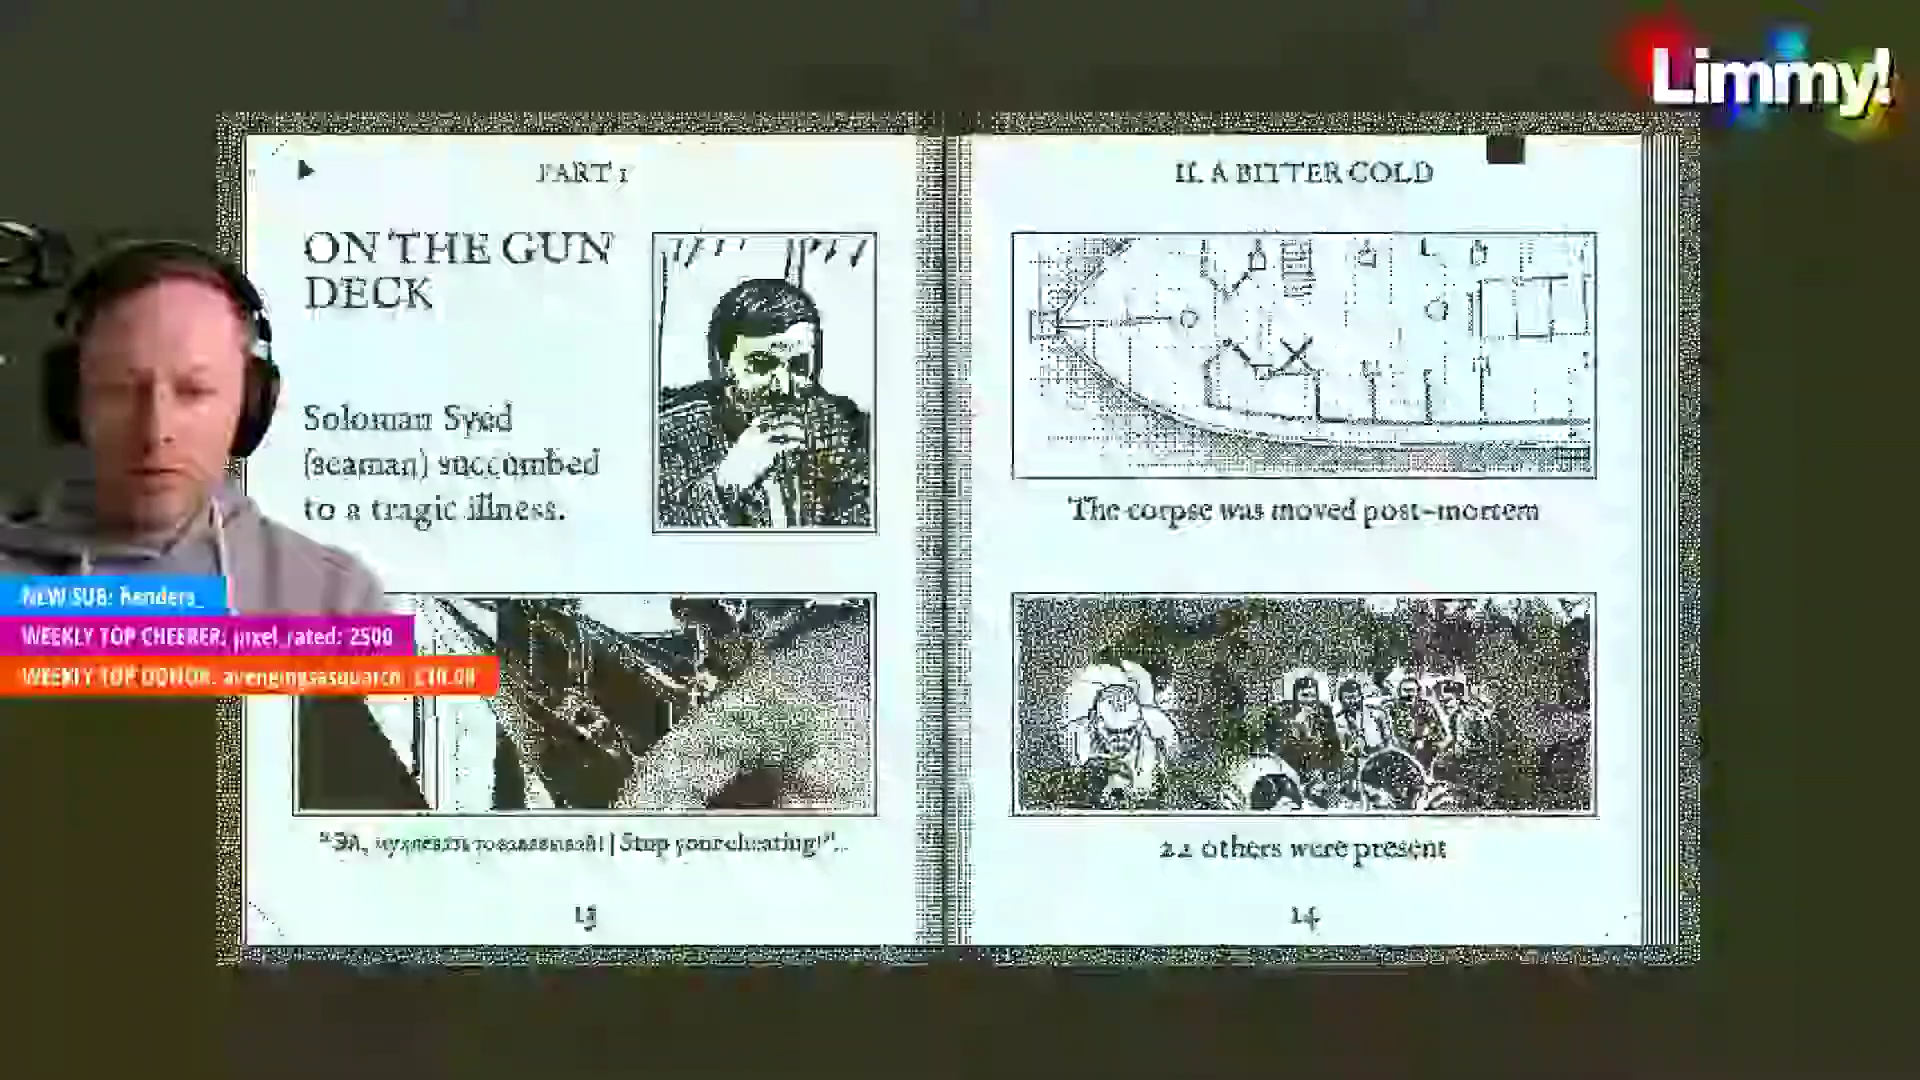 Limmy!
PART 1
ON THE GUN
DECK
Soloman Syed
(seaman) succumbed
to a tragic illness.
Stop your cheating!"
13
II. A BITTER COLD
The corpse was moved post-mortem
22 others were present
14
NEW SUB: henders_
WEEKLY TOP CHEERER: pixel_rated: 2500
WEEKLY TOP DONOR: avengingsasquatch